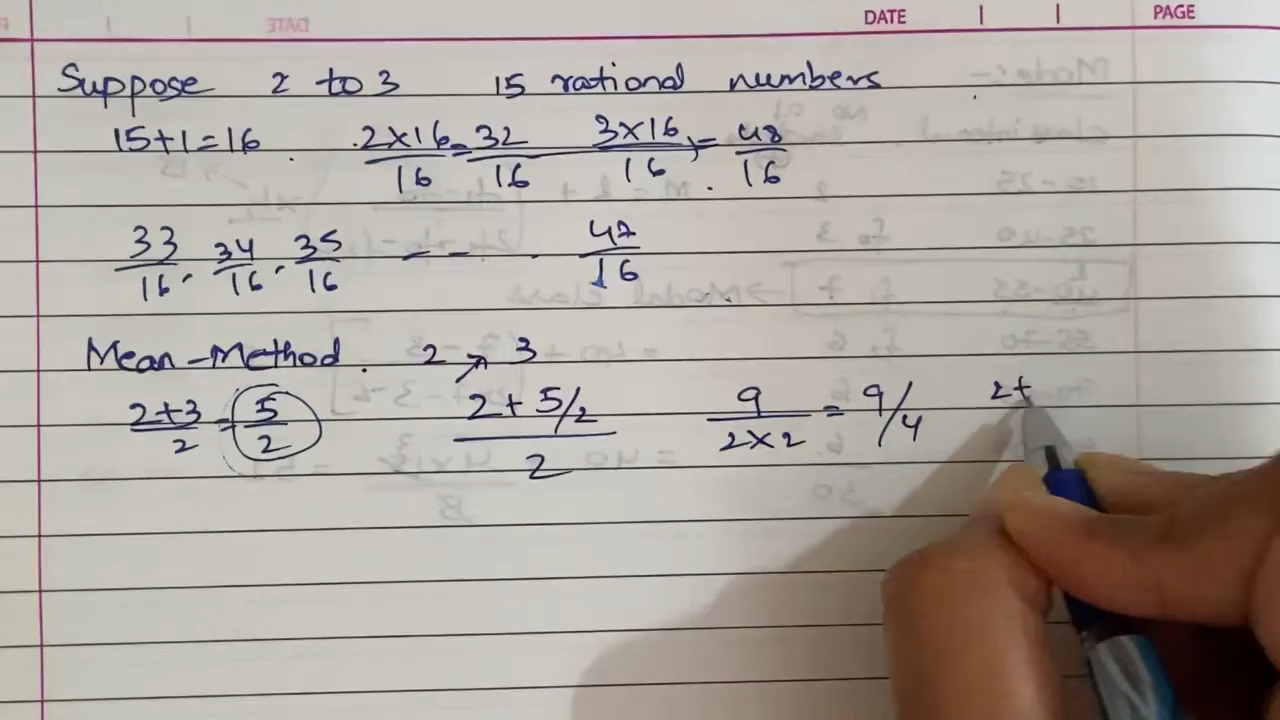 DATE PAGE
DATE
Suppose 2 to 3 15 rational numbers
15+1=16 . 2×16/16 = 32/16 3×16/16, = 48/16
33/16, 34/16, 35/16 - - - 47/16
Mean-Method. 2 → 3
2+3/2 = 5/2 2+5/2/2 9/2×2 = 9/4 2+